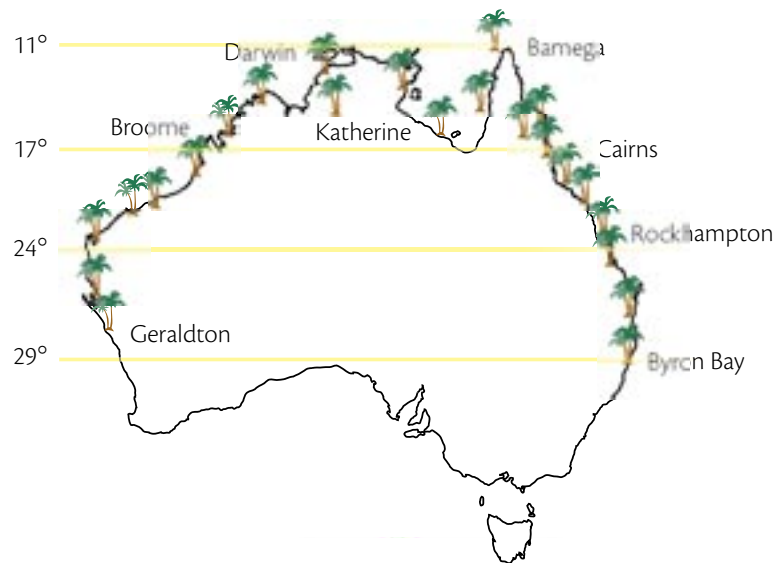 11°
Darwin
Bamega
Broome
Katherine
17°
Cairns
24°
Rockhampton
Geraldton
29°
Byron Bay